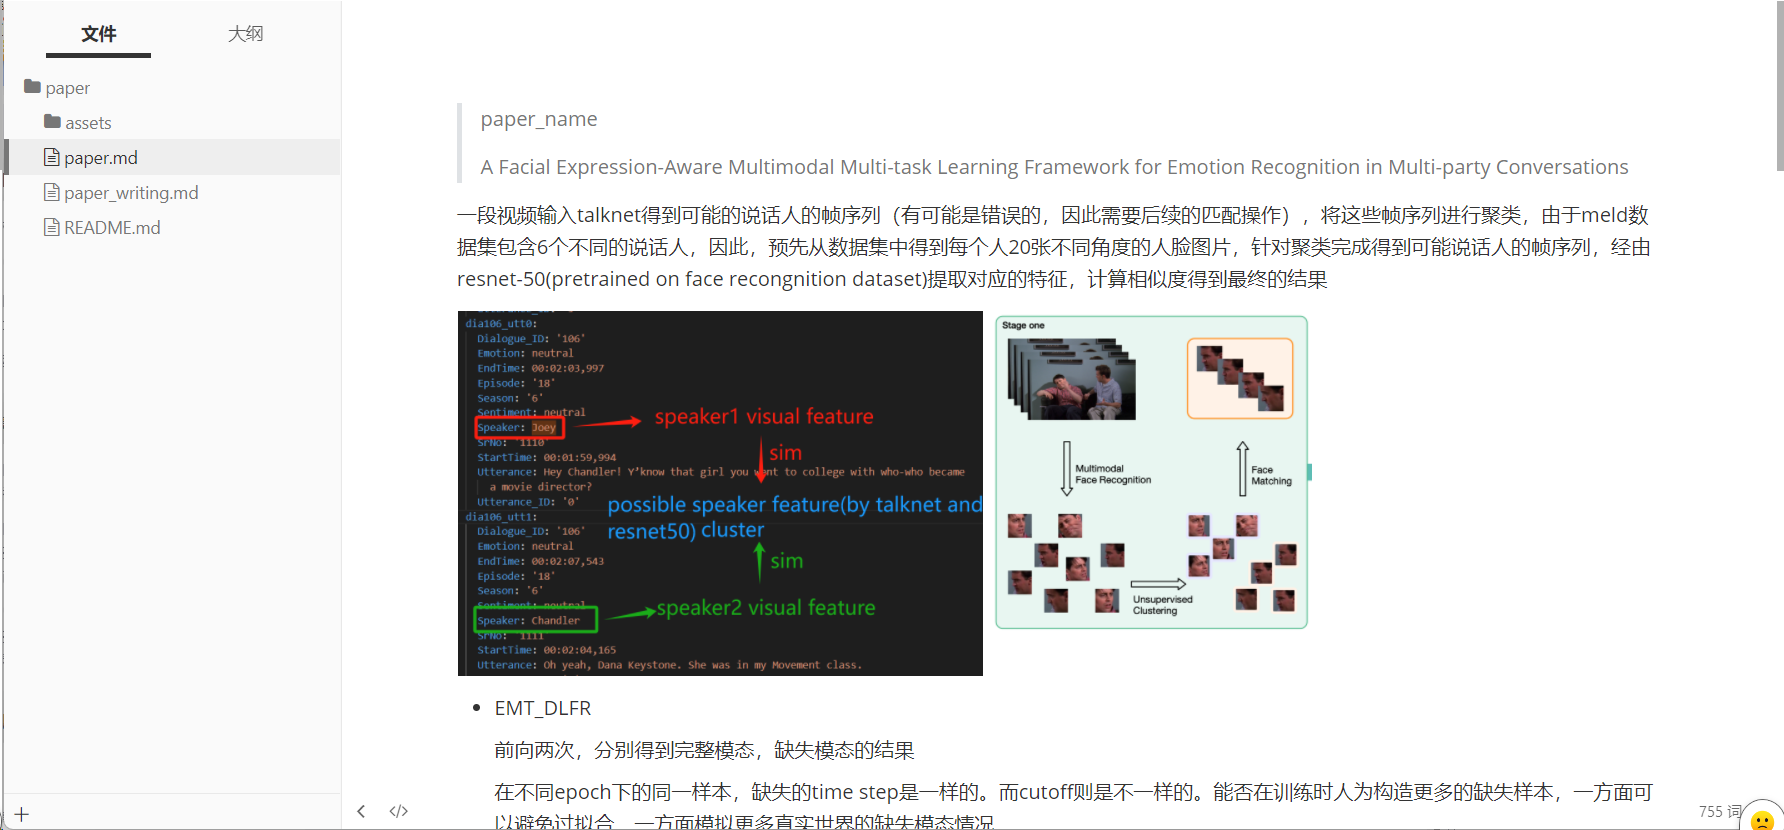 文件
大纲
paper
assets
paper.md
paper_writing.md
README.md
paper_name
A Facial Expression-Aware Multimodal Multi-task Learning Framework for Emotion Recognition in Multi-party Conversations
一段视频输入talknet得到可能的说话人的帧序列（有可能是错误的，因此需要后续的匹配操作），将这些帧序列进行聚类，由于meld数
据集包含6个不同的说话人，因此，预先从数据集中得到每个人20张不同角度的人脸图片，针对聚类完成得到可能说话人的帧序列，经由
resnet-50(pretrained on face recongnition dataset)提取对应的特征，计算相似度得到最终的结果
dia106_utt0:
Dialogue_ID: '106'
Emotion: neutral
EndTime: 00:02:03,997
Episode: '18'
Season: '6'
Sentiment: neutral
Speaker: Joey
SrNo: '1110'
StartTime: 00:01:59,994
Utterance: Hey Chandler! Y’know that girl you went to college with who-who became
a movie director?
Utterance_ID: '0'
dia106_utt1:
Dialogue_ID: '106'
Emotion: neutral
EndTime: 00:02:07,543
Episode: '18'
Season: '6'
Sentiment: neutral
Speaker: Chandler
SrNo: '1111'
StartTime: 00:02:04,165
Utterance: Oh yeah, Dana Keystone. She was in my Movement class.
speaker1 visual feature
sim
possible speaker feature(by talknet and
resnet50) cluster
sim
speaker2 visual feature
Stage one
Multimodal
Face Recognition
Face
Matching
Unsupervised
Clustering
EMT_DLFR
前向两次，分别得到完整模态，缺失模态的结果
在不同epoch下的同一样本，缺失的time step是一样的。而cutoff则是不一样的。能否在训练时人为构造更多的缺失样本，一方面可
以避免过拟合，一方面模拟更多真实世界的缺失模态情况
755 词